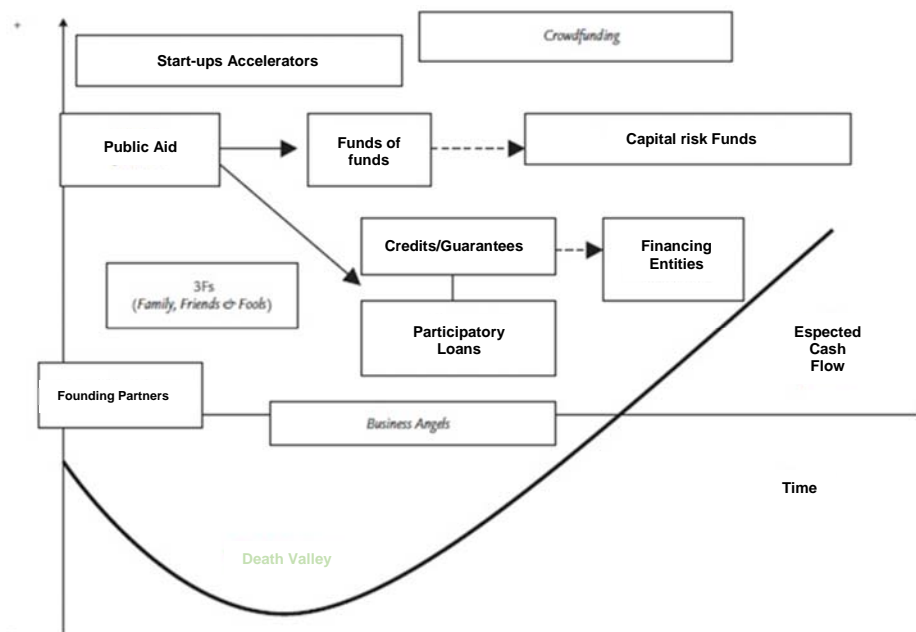 +
Crowdfunding
Start-ups Accelerators
Public Aid
Funds of
funds
Capital risk Funds
Credits/Guarantees
Financing
Entities
3Fs
(Family, Friends & Fools)
Participatory
Loans
Espected
Cash
Flow
Founding Partners
Business Angels
Time
Death Valley